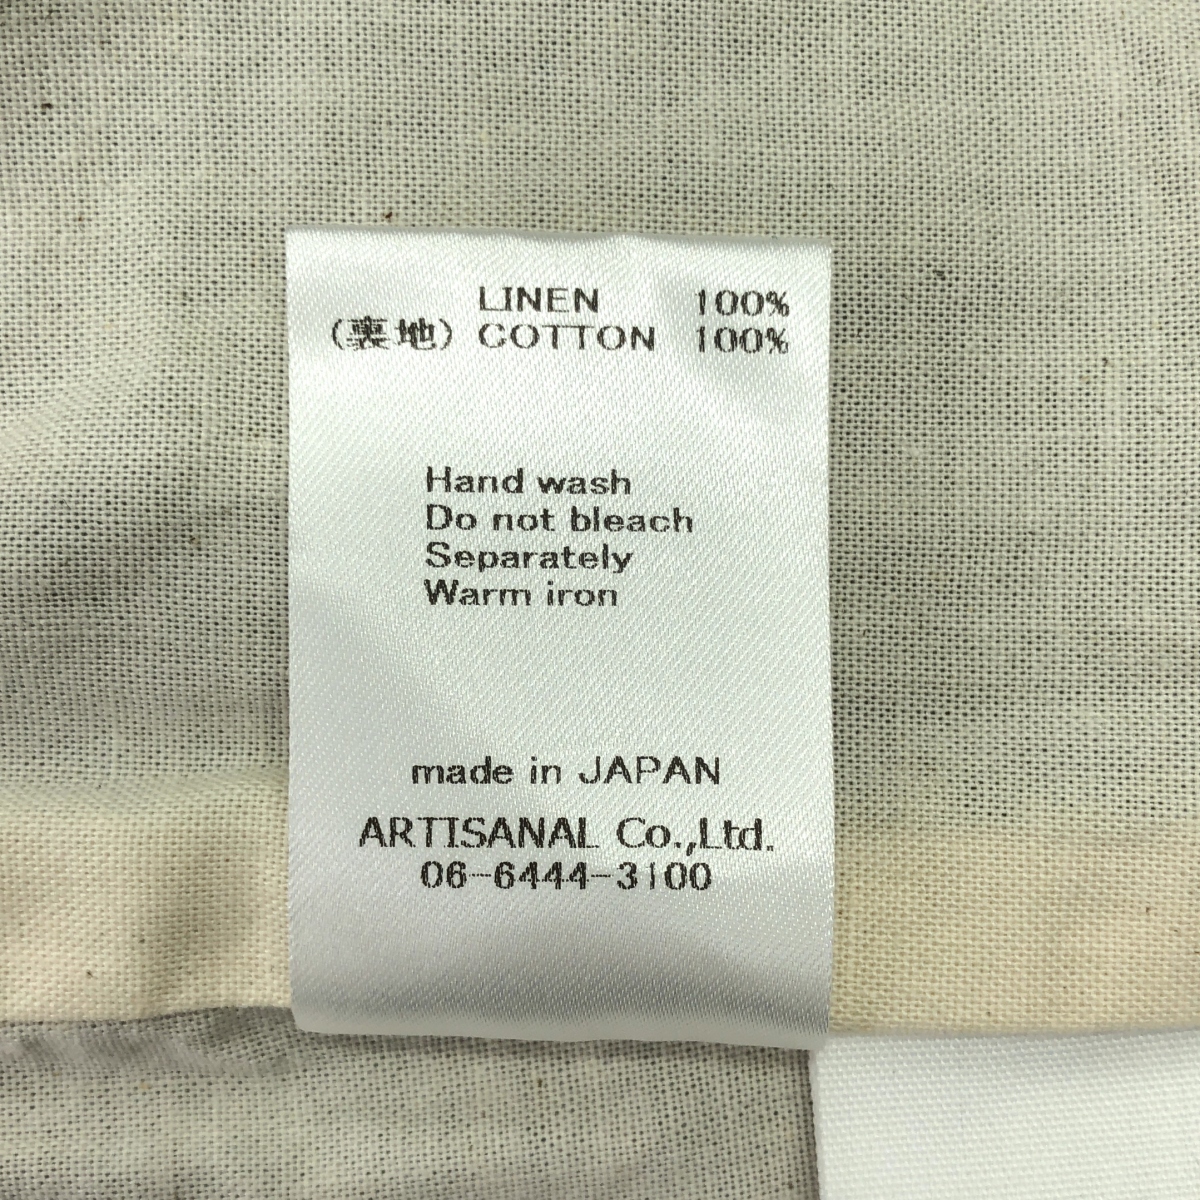 LINEN 100%
(裏地) COTTON 100%
Hand wash
Do not bleach
Separately
Warm iron
made in JAPAN
ARTISANAL Co.,Ltd.
06-6444-3100